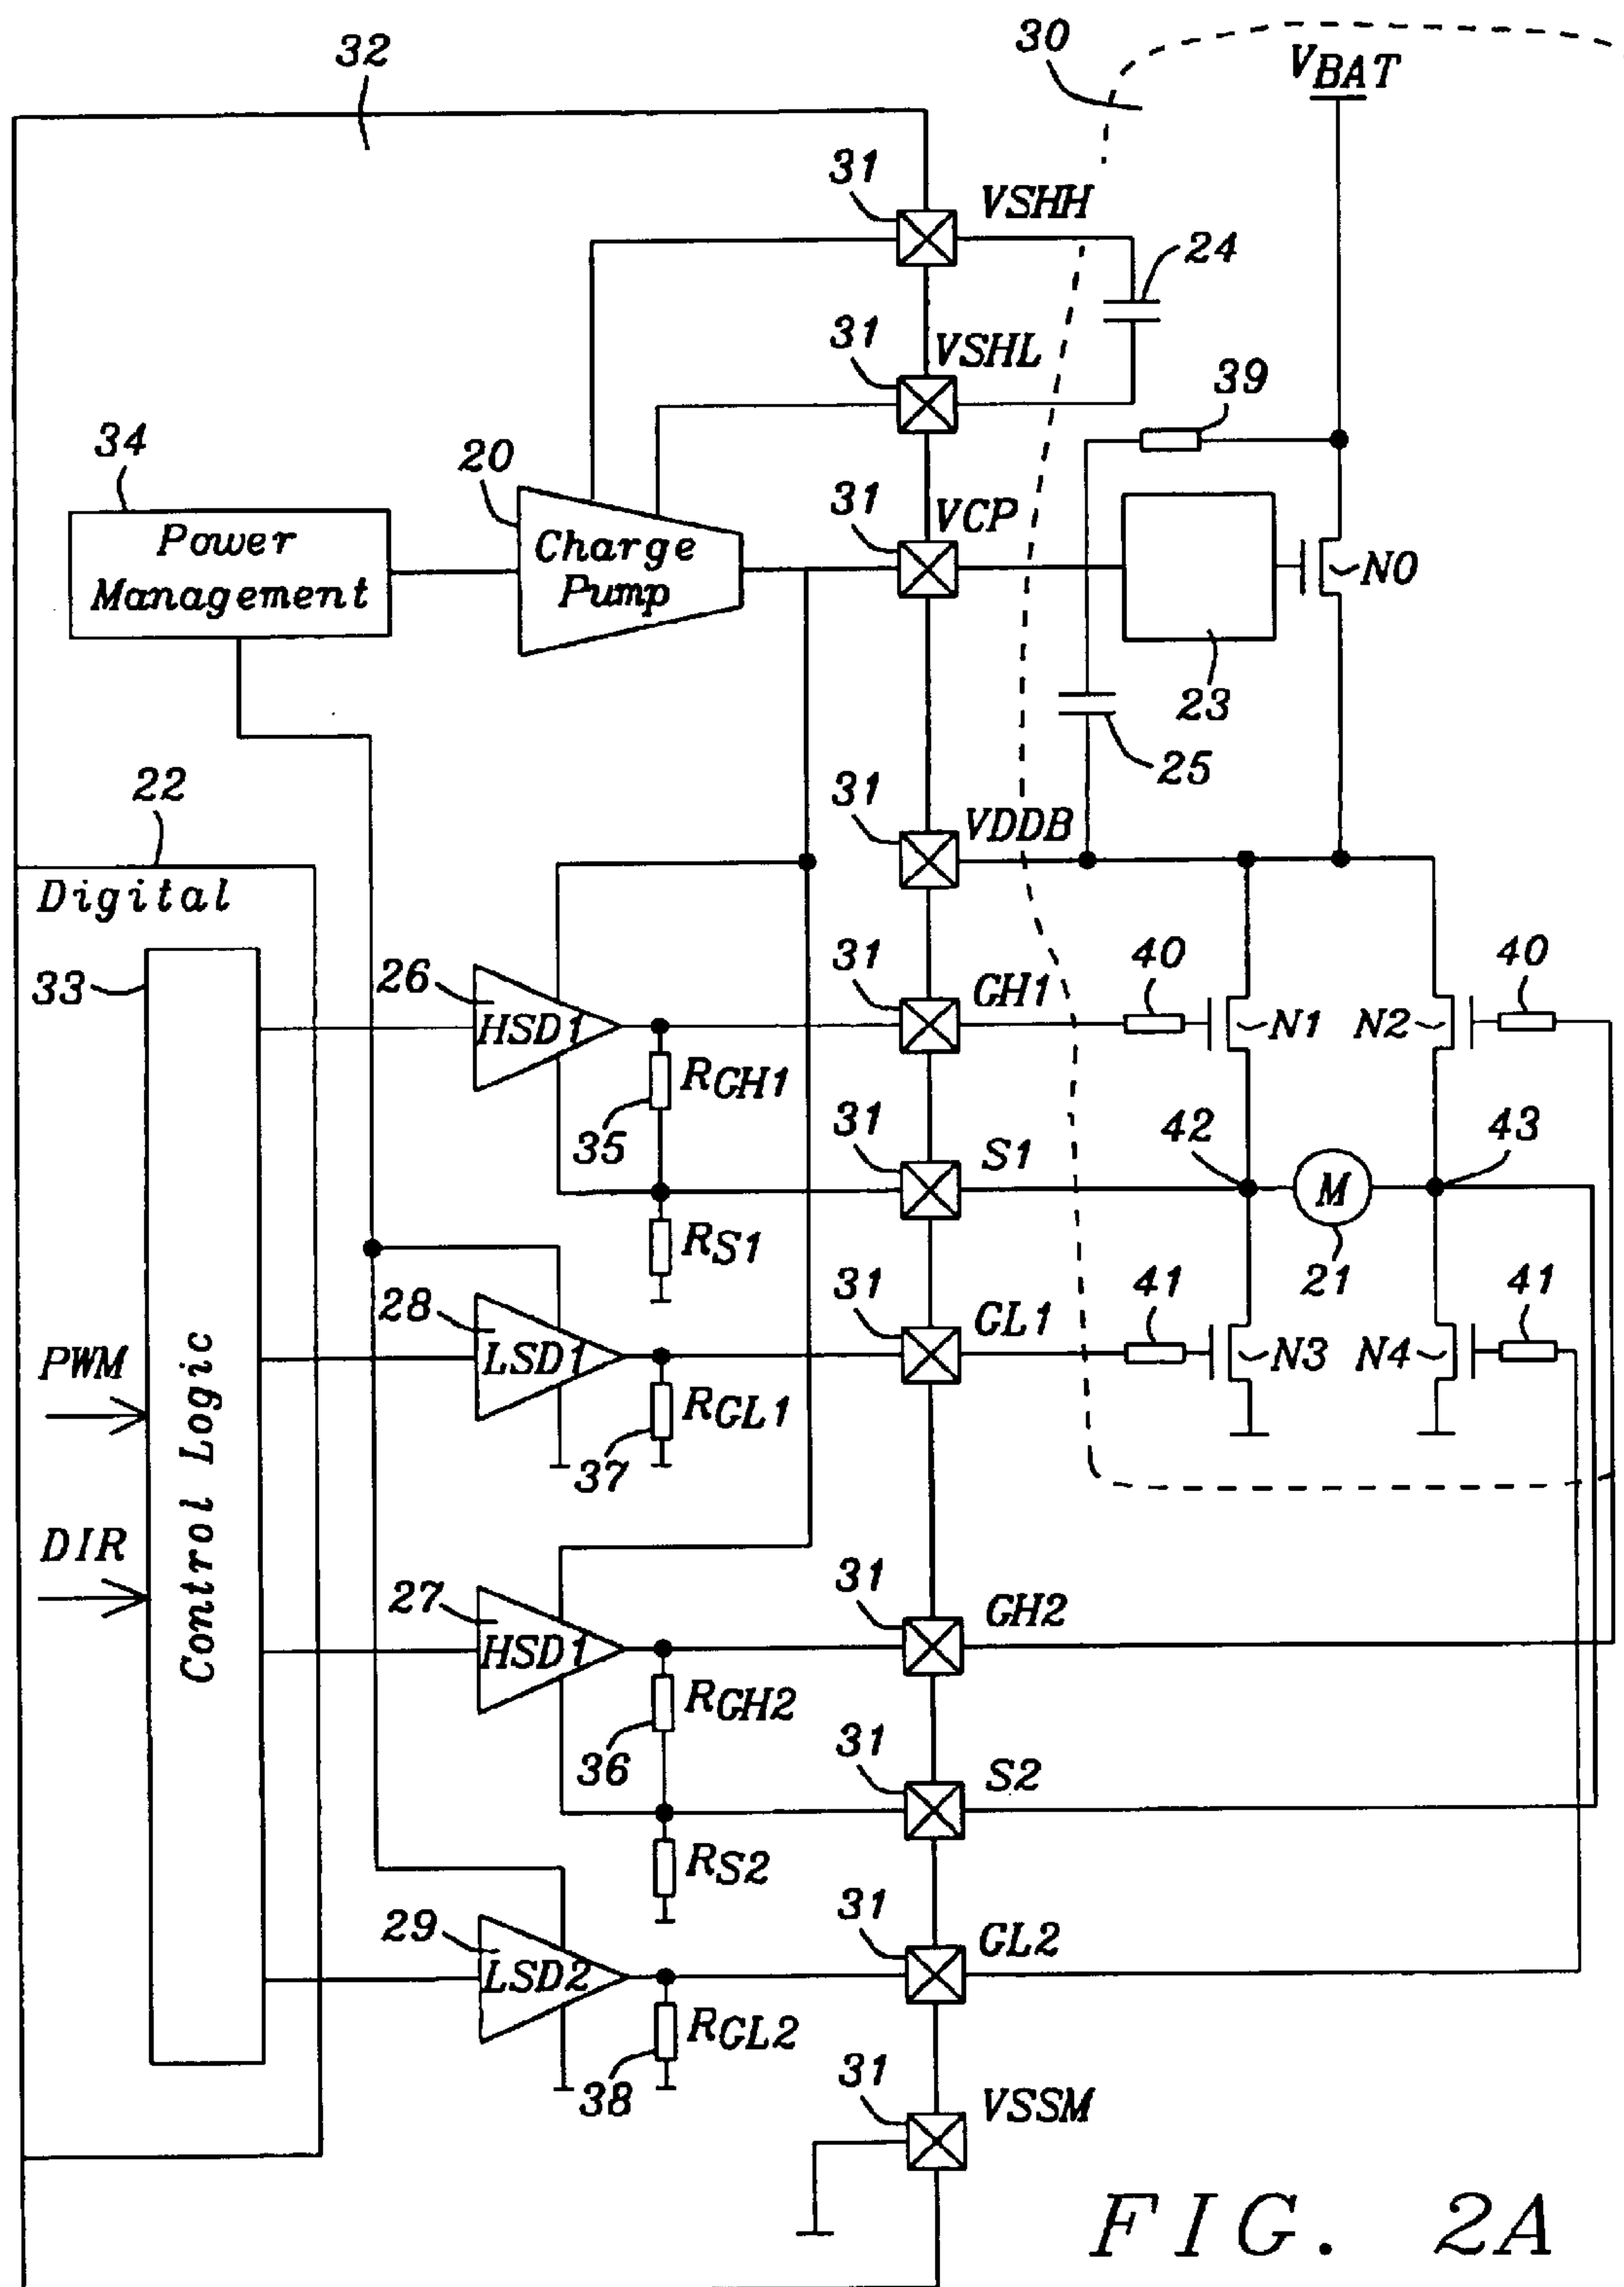 30
VBAT
32
31
VSHH
24
31
VSHL
39
34
20
31
VCP
Power
Management
Charge
Pump
N0
23
25
22
31
VDDB
Digital
33
26
HSD1
31
GH1
40
N1
N2
40
RGH1
35
31
S1
42
43
M
21
RS1
28
LSD1
31
GL1
41
N3
N4
41
RGL1
37
PWM
DIR
Control Logic
27
HSD1
31
GH2
RGH2
36
31
S2
RS2
29
LSD2
31
GL2
RGL2
38
31
VSSM
FIG. 2A